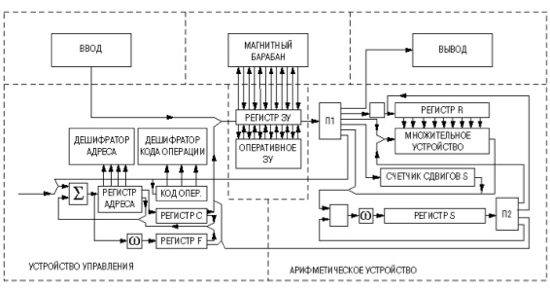 ВВОД
МАГНИТНЫЙ
БАРАБАН
ВЫВОД
РЕГИСТР ЗУ
П1
РЕГИСТР R
ДЕШИФРАТОР
АДРЕСА
ДЕШИФРАТОР
КОДА ОПЕРАЦИИ
ОПЕРАТИВНОЕ
ЗУ
МНОЖИТЕЛЬНОЕ
УСТРОЙСТВО
СЧЕТЧИК СДВИГОВ S
Σ
РЕГИСТР
АДРЕСА
КОД ОПЕР.
РЕГИСТР С
ω
РЕГИСТР F
ω
РЕГИСТР S
П2
УСТРОЙСТВО УПРАВЛЕНИЯ
АРИФМЕТИЧЕСКОЕ УСТРОЙСТВО